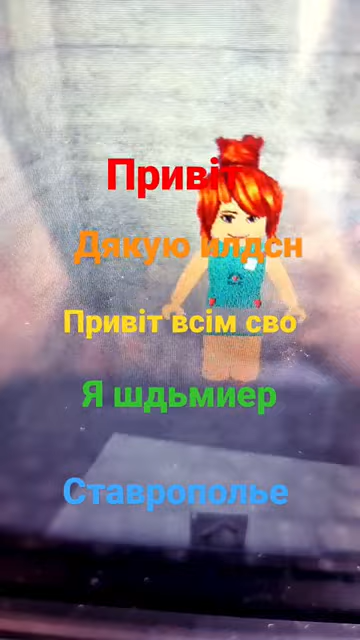 Привіт
Дякую илдсн
Привіт всім сво
Я шдьмиер
Ставрополье